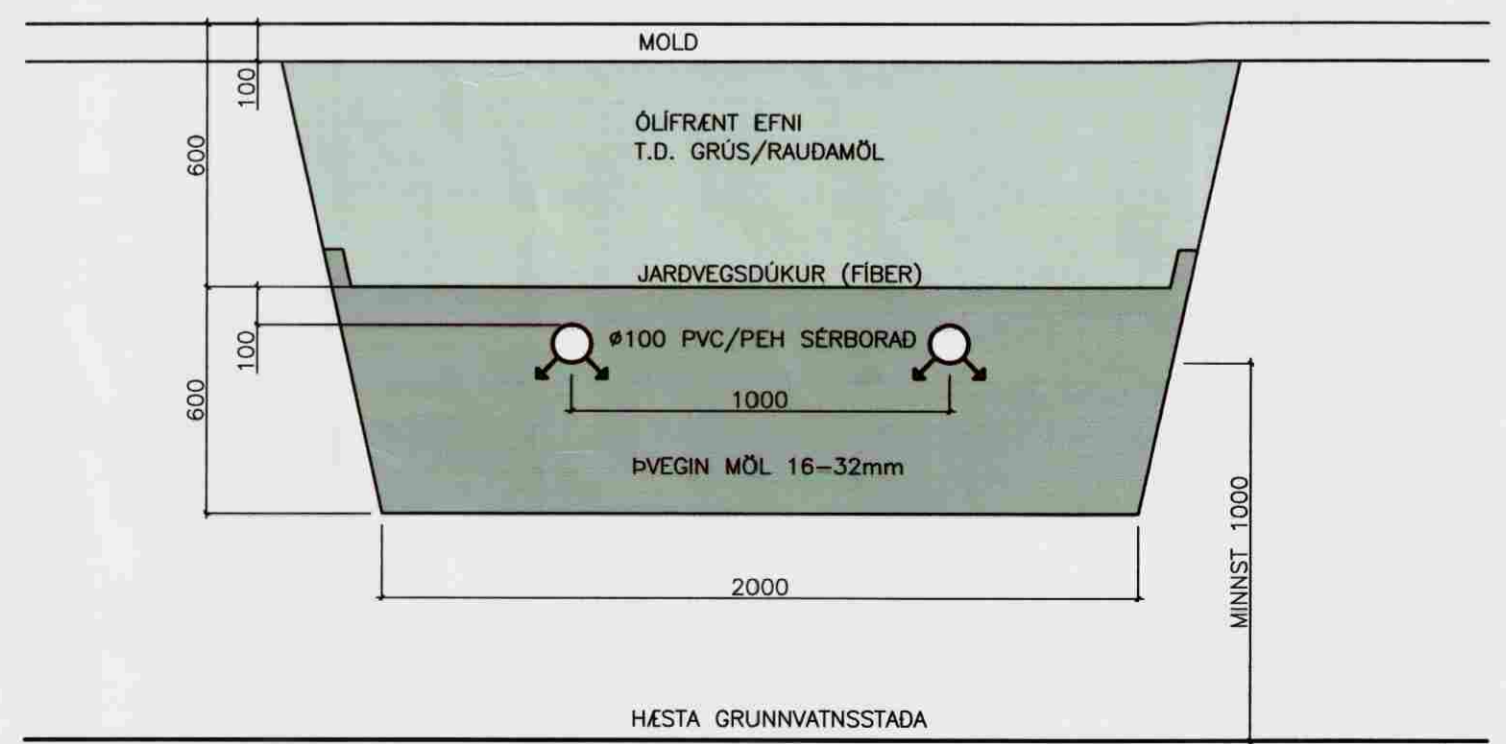 MOLD
100
600
ÓLÍFRÆNT EFNI
T.D. GRÚS/RAUÐAMÖL
JARÐVEGSDÚKUR (FÍBER)
100
ø100 PVC/PEH SÉRBORAÐ
600
1000
ÞVEGIN MÖL 16-32mm
2000
MINNST 1000
HÆSTA GRUNNVATNSSTAÐA